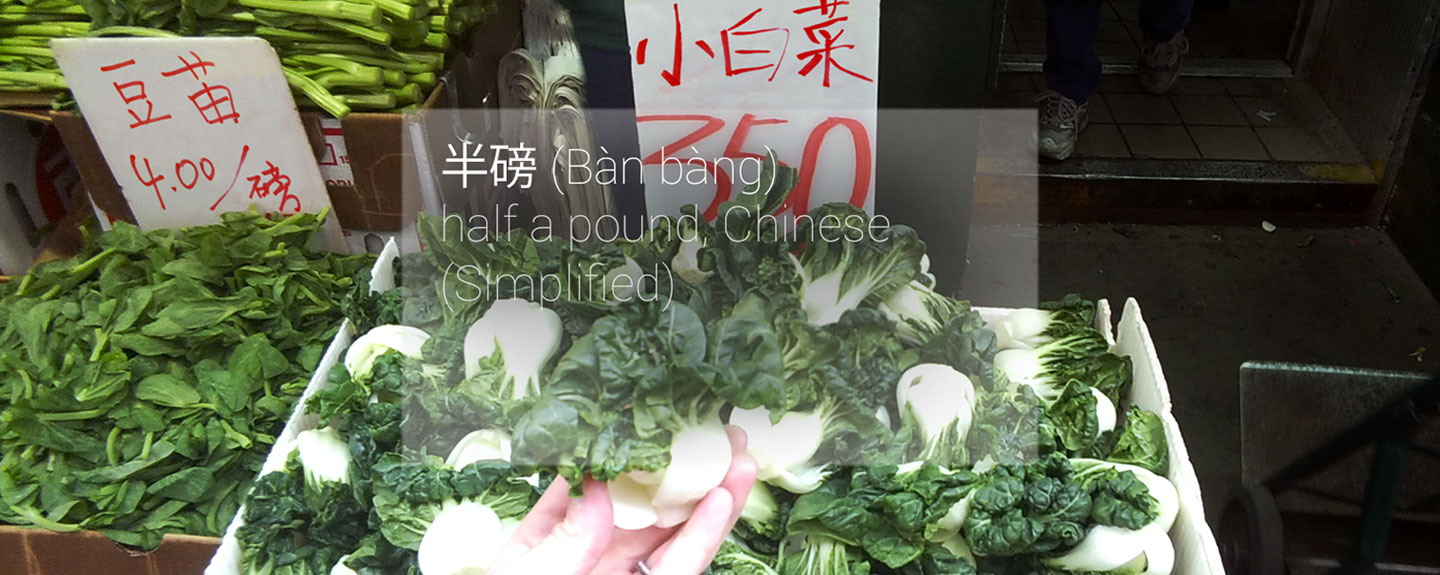 豆苗
4.00/磅
小白菜
350
半磅 (Bàn bàng)
half a pound, Chinese
(Simplified)